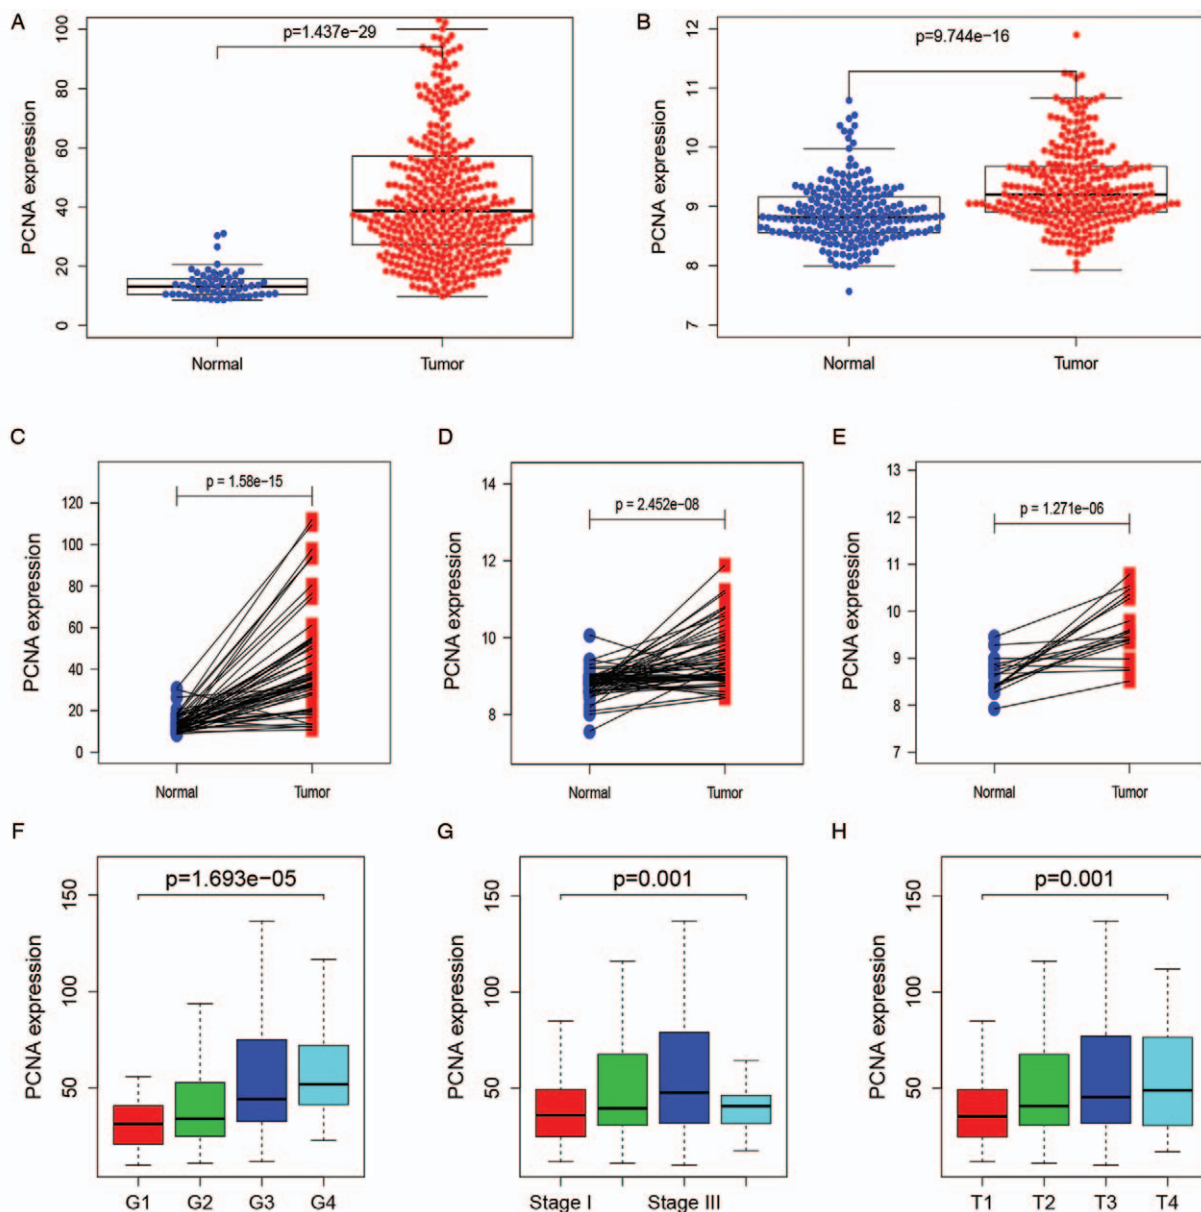 A
p=1.437e−29
PCNA expression
100
80
60
40
20
0
Normal
Tumor
B
p=9.744e−16
PCNA expression
12
11
10
9
8
7
Normal
Tumor
C
p = 1.58e−15
PCNA expression
120
100
80
60
40
20
0
Normal
Tumor
D
p = 2.452e−08
PCNA expression
14
12
10
8
Normal
Tumor
E
p = 1.271e−06
PCNA expression
13
12
11
10
9
8
7
Normal
Tumor
F
p=1.693e−05
PCNA expression
150
100
50
G1
G2
G3
G4
G
p=0.001
PCNA expression
150
100
50
Stage I
Stage III
H
p=0.001
PCNA expression
150
100
50
T1
T2
T3
T4